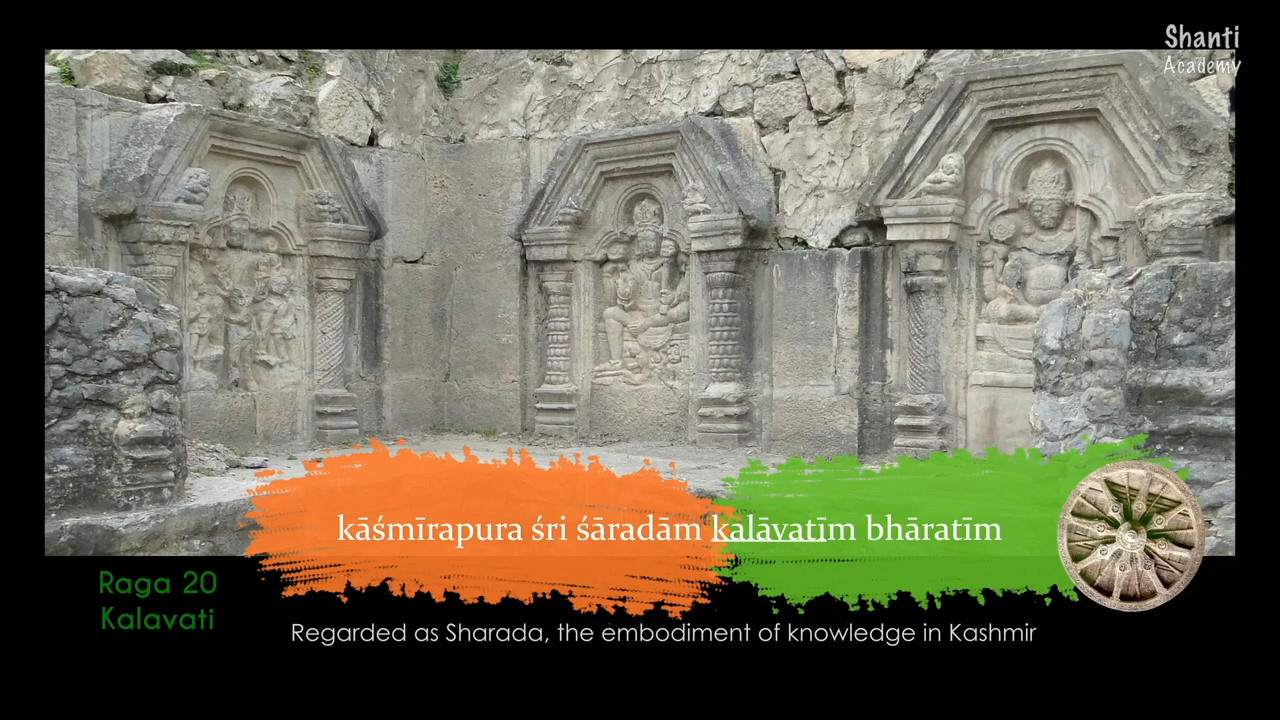 Shanti
Academy
kāśmīrapura śri śāradām kalāvatīm bhāratīm
Raga 20
Kalavati
Regarded as Sharada, the embodiment of knowledge in Kashmir